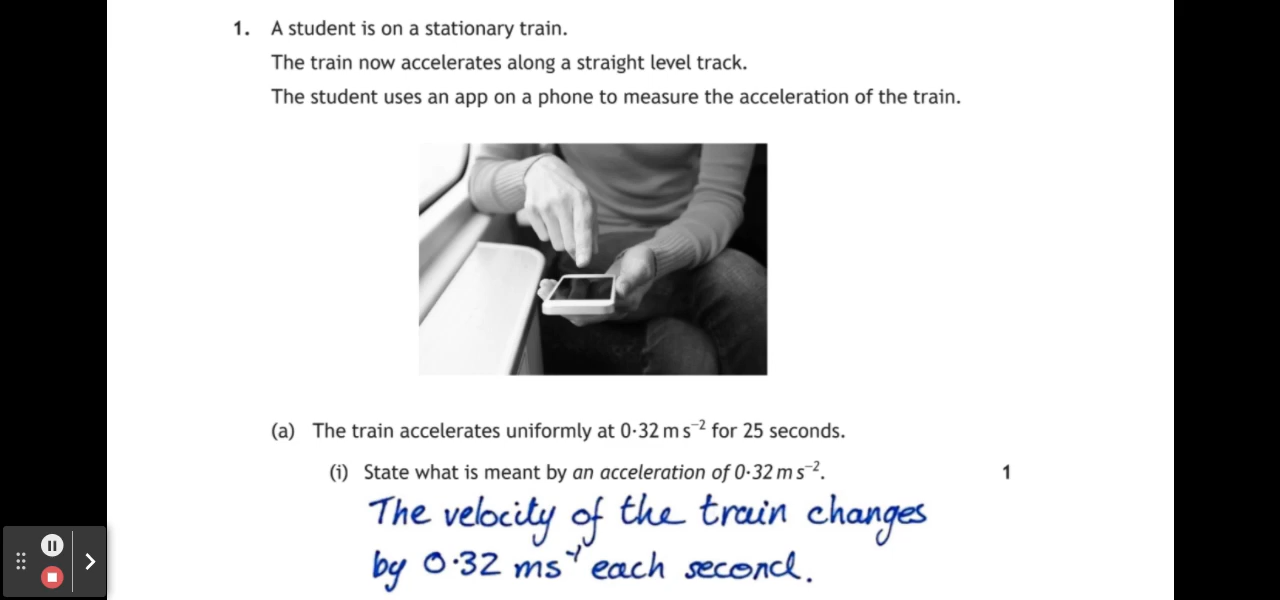 1. A student is on a stationary train.
The train now accelerates along a straight level track.
The student uses an app on a phone to measure the acceleration of the train.
(a) The train accelerates uniformly at 0·32 m s⁻² for 25 seconds.
(i) State what is meant by an acceleration of 0·32 m s⁻². 1
The velocity of the train changes
by 0·32 ms⁻¹ each second.